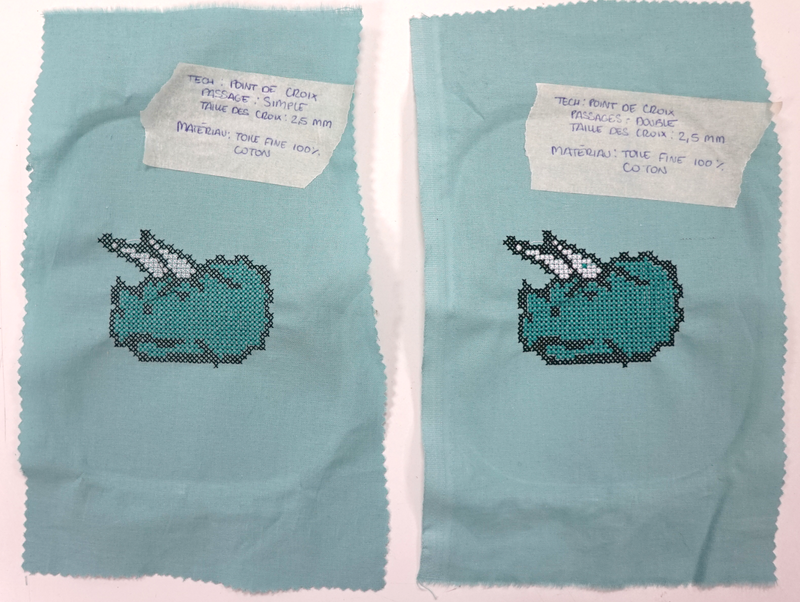 TECH : POINT DE CROIX
PASSAGE : SIMPLE
TAILLE DES CROIX : 2,5 MM
MATÉRIAU : TOILE FINE 100%
COTON
TECH : POINT DE CROIX
PASSAGES : DOUBLE
TAILLE DES CROIX : 2,5 MM
MATÉRIAU : TOILE FINE 100%
COTON